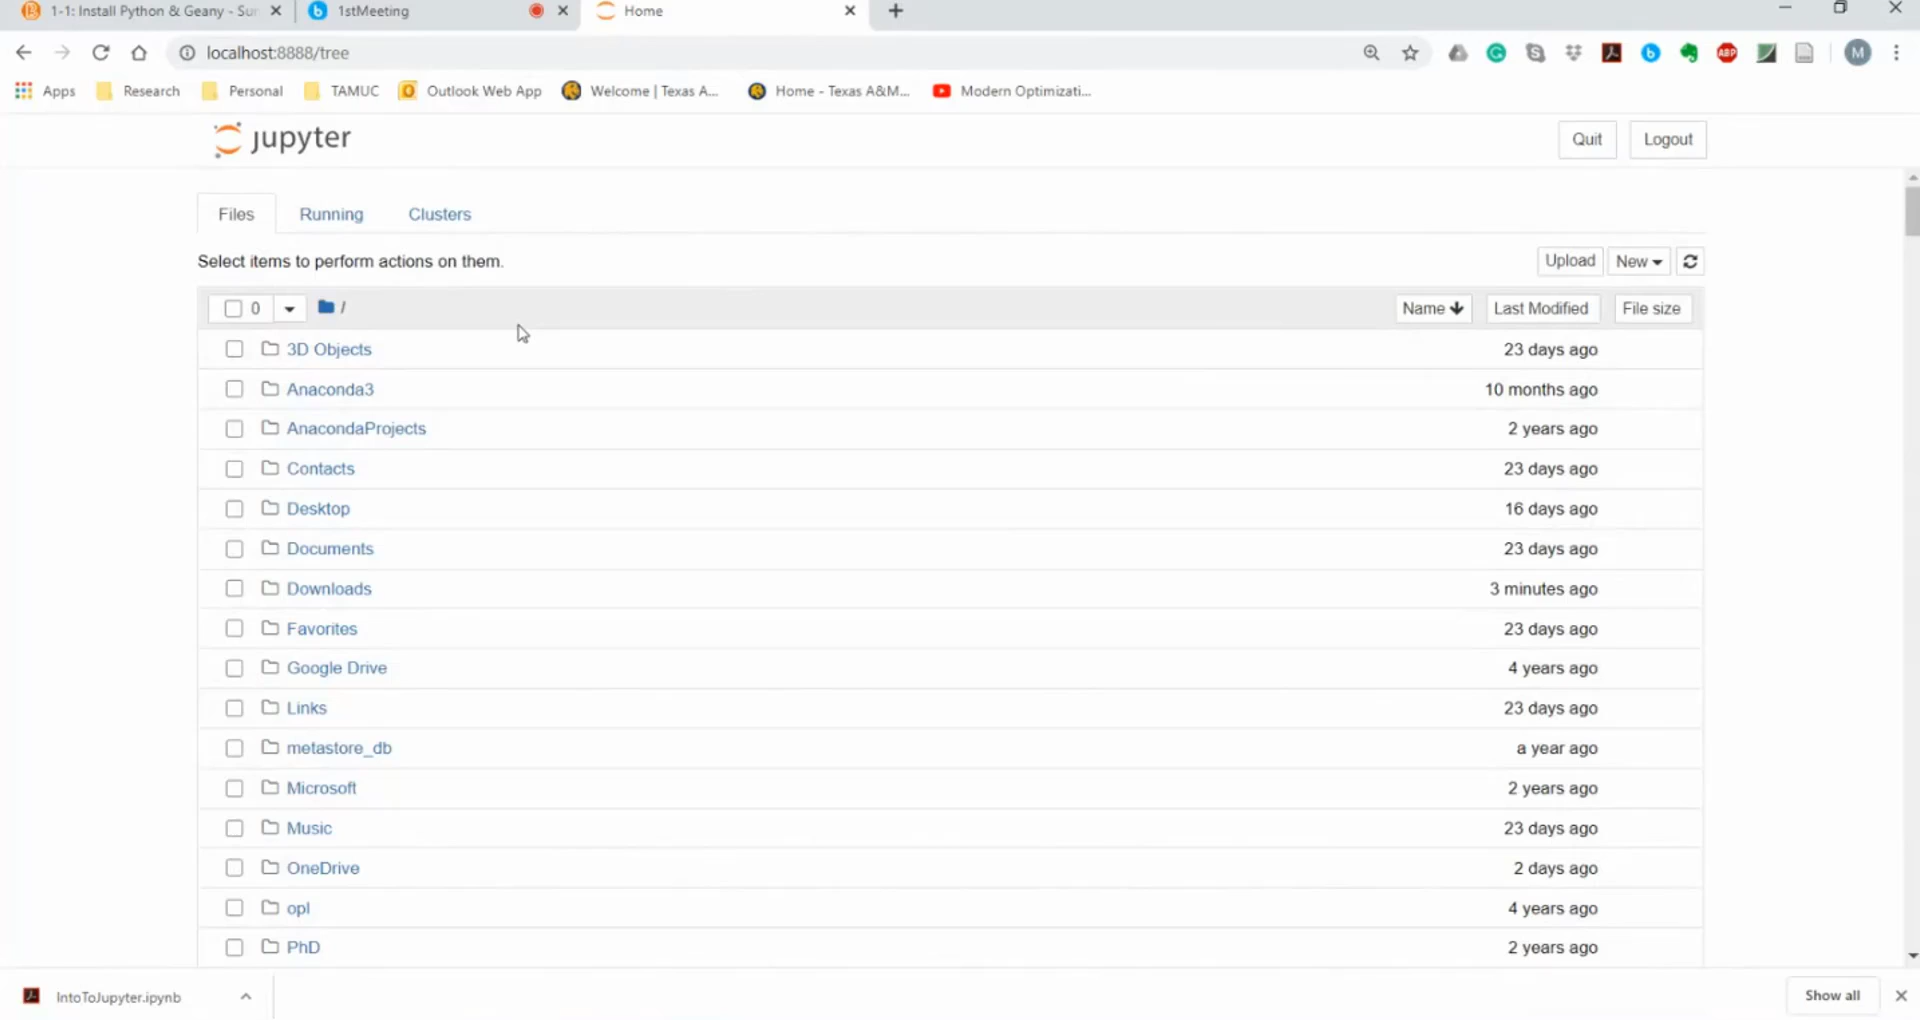 1-1: Install Python & Geany - Sur
1stMeeting
Home
localhost:8888/tree
ABP
M
Apps
Research
Personal
TAMUC
Outlook Web App
Welcome | Texas A...
Home - Texas A&M...
Modern Optimizati...
jupyter
Quit
Logout
Files
Running
Clusters
Select items to perform actions on them.
Upload
New
0
/
Name
Last Modified
File size
3D Objects 23 days ago
Anaconda3 10 months ago
AnacondaProjects 2 years ago
Contacts 23 days ago
Desktop 16 days ago
Documents 23 days ago
Downloads 3 minutes ago
Favorites 23 days ago
Google Drive 4 years ago
Links 23 days ago
metastore_db a year ago
Microsoft 2 years ago
Music 23 days ago
OneDrive 2 days ago
opl 4 years ago
PhD 2 years ago
IntoToJupyter.ipynb
Show all